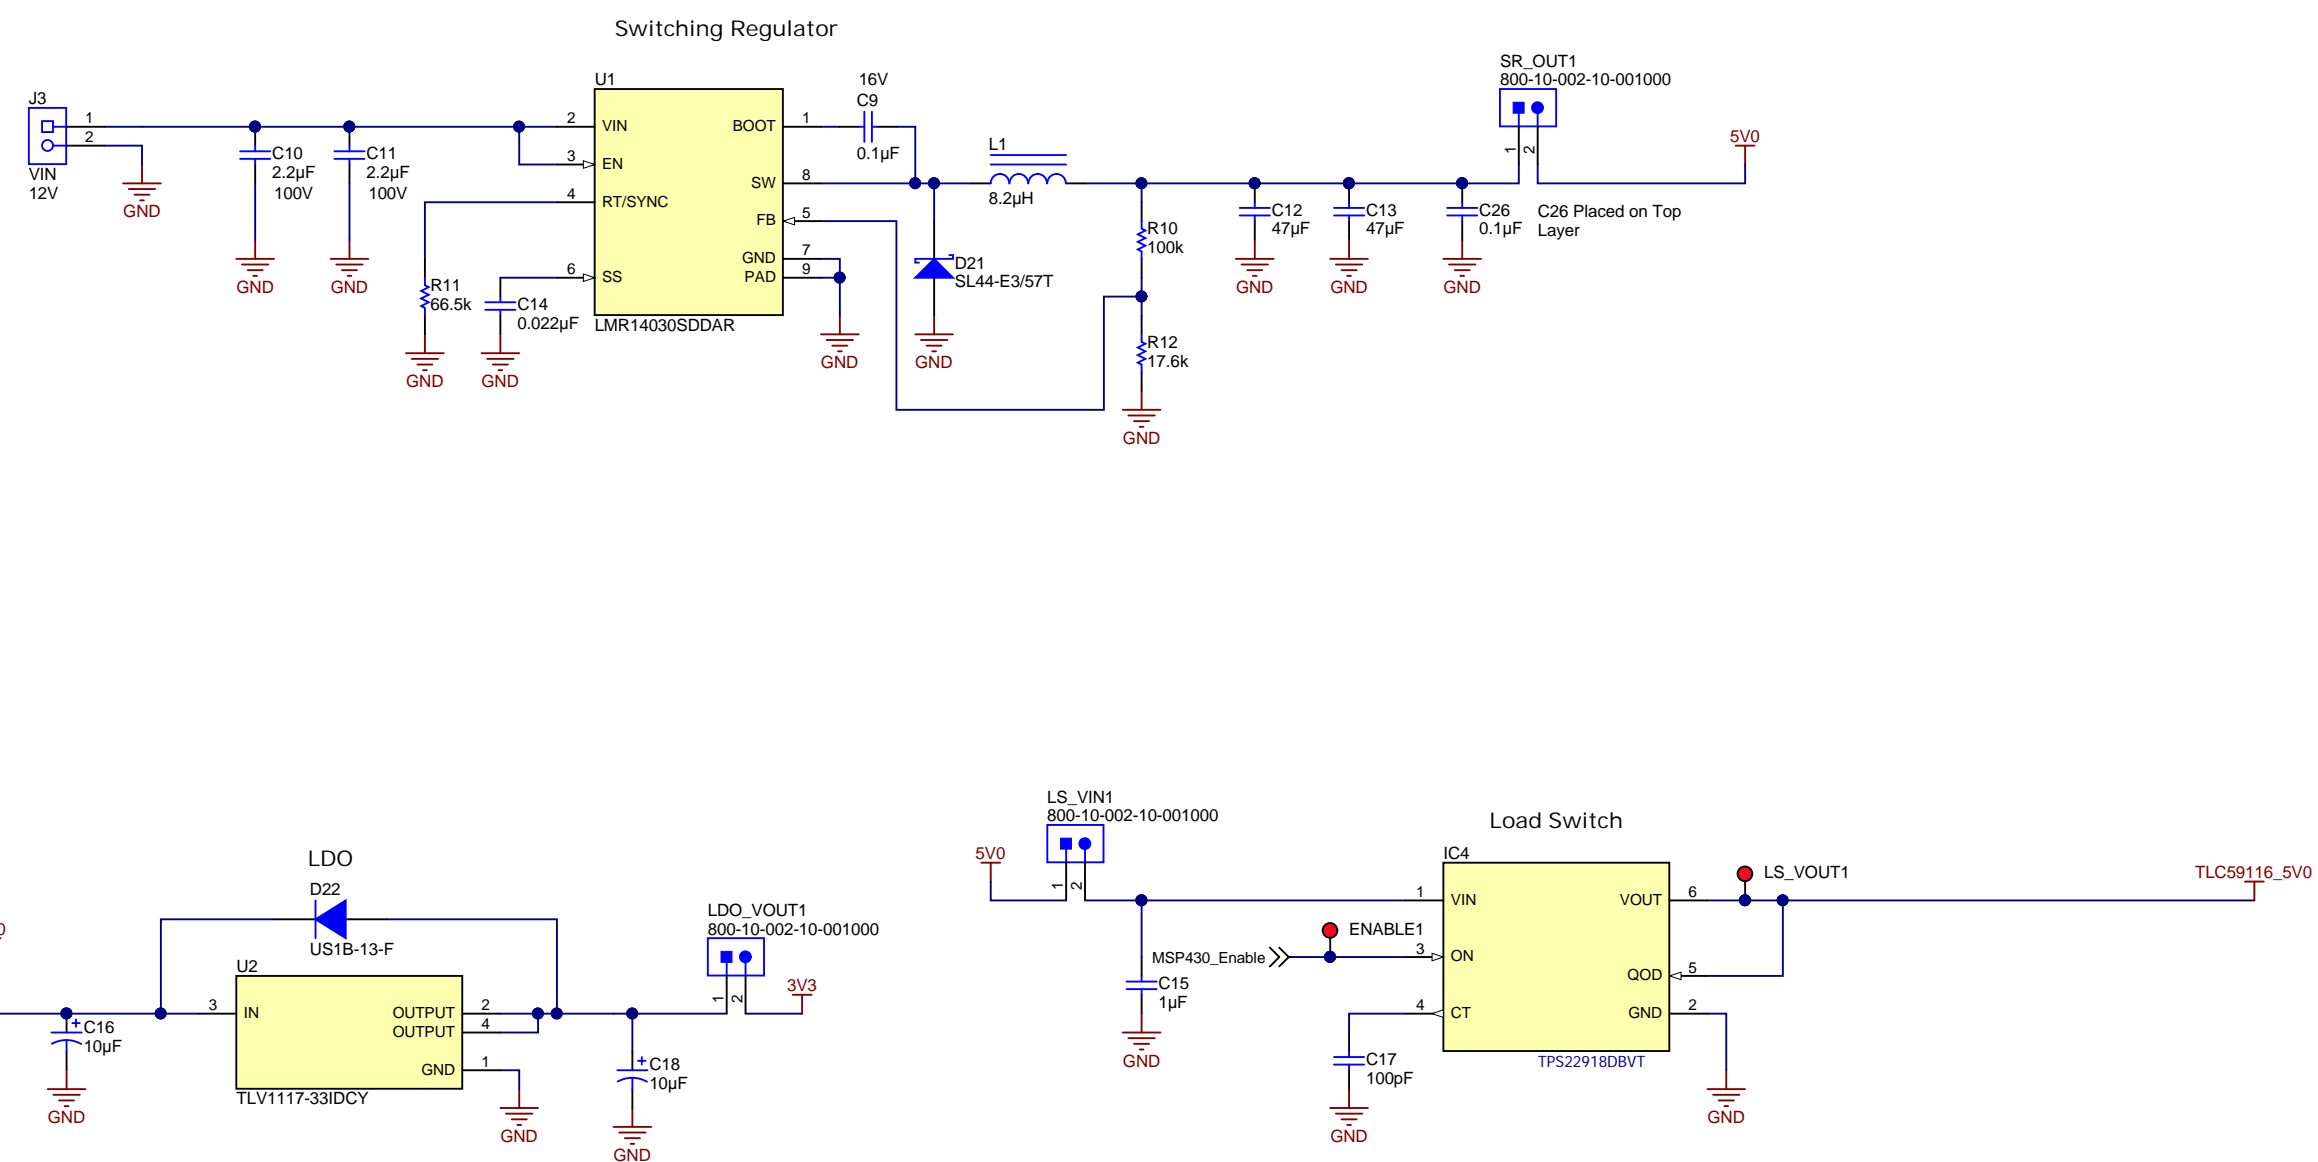 Switching Regulator
J3
1
2
VIN
12V
GND
C10
2.2µF
100V
GND
C11
2.2µF
100V
GND
U1
2
VIN
3
EN
4
RT/SYNC
6
SS
BOOT
1
SW
8
FB
5
GND
7
PAD
9
LMR14030SDDAR
R11
66.5k
GND
C14
0.022µF
GND
GND
16V
C9
0.1µF
D21
SL44-E3/57T
GND
L1
8.2µH
R10
100k
R12
17.6k
GND
C12
47µF
GND
C13
47µF
GND
C26
0.1µF
GND
C26 Placed on Top
Layer
SR_OUT1
800-10-002-10-001000
1
2
5V0
LDO
D22
US1B-13-F
U2
3
IN
OUTPUT
2
OUTPUT
4
GND
1
TLV1117-33IDCY
C16
10µF
GND
GND
C18
10µF
GND
LDO_VOUT1
800-10-002-10-001000
1
2
3V3
LS_VIN1
800-10-002-10-001000
1
2
5V0
Load Switch
IC4
1
VIN
3
ON
4
CT
VOUT
6
QOD
5
GND
2
TPS22918DBVT
MSP430_Enable
ENABLE1
C15
1µF
GND
C17
100pF
GND
LS_VOUT1
TLC59116_5V0
GND